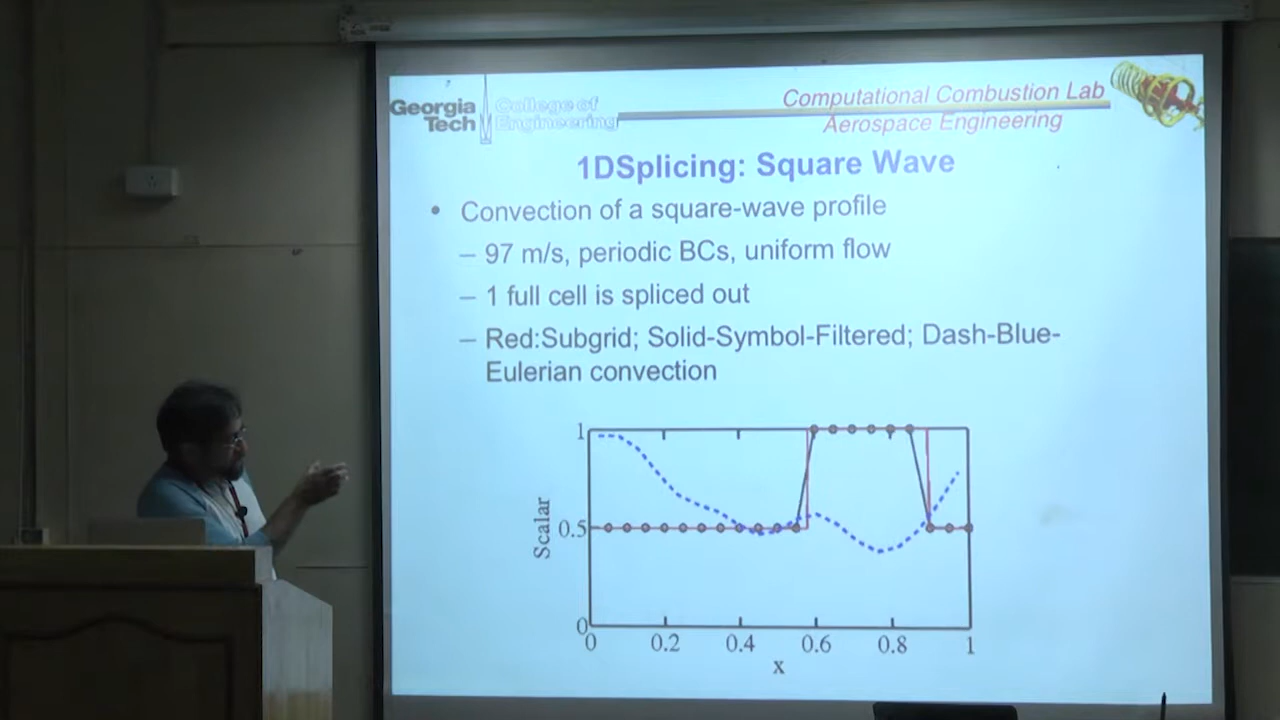 Georgia Tech
College of Engineering
Computational Combustion Lab
Aerospace Engineering
1DSplicing: Square Wave
• Convection of a square-wave profile
– 97 m/s, periodic BCs, uniform flow
– 1 full cell is spliced out
– Red:Subgrid; Solid-Symbol-Filtered; Dash-Blue-
Eulerian convection
1
0.5
0
Scalar
0 0.2 0.4 0.6 0.8 1
x